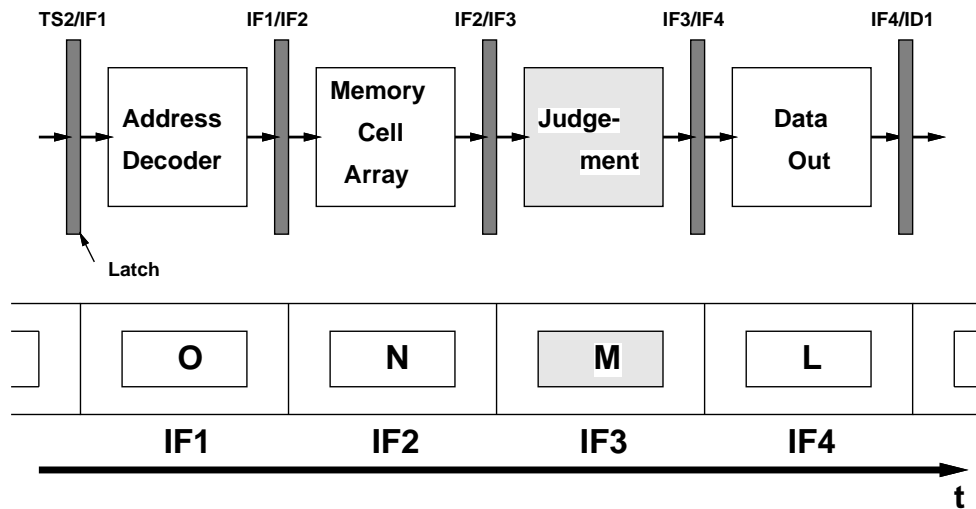 TS2/IF1 IF1/IF2 IF2/IF3 IF3/IF4 IF4/ID1
Address
Decoder
Memory
Cell
Array
Judge-
ment
Data
Out
Latch
O N M L
IF1 IF2 IF3 IF4
t